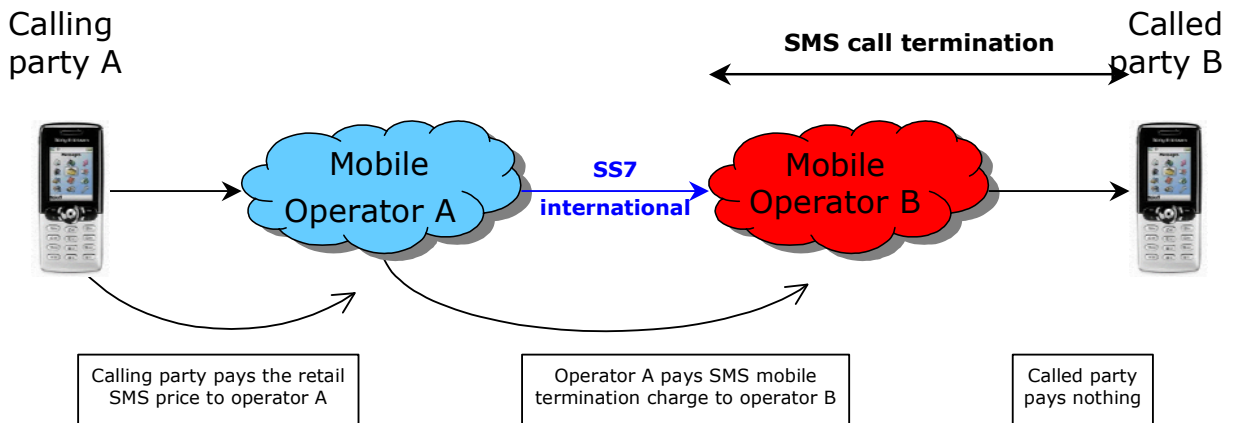 Calling
party A
SMS call termination
Called
party B
Mobile
Operator A
SS7
international
Mobile
Operator B
Calling party pays the retail
SMS price to operator A
Operator A pays SMS mobile
termination charge to operator B
Called party
pays nothing